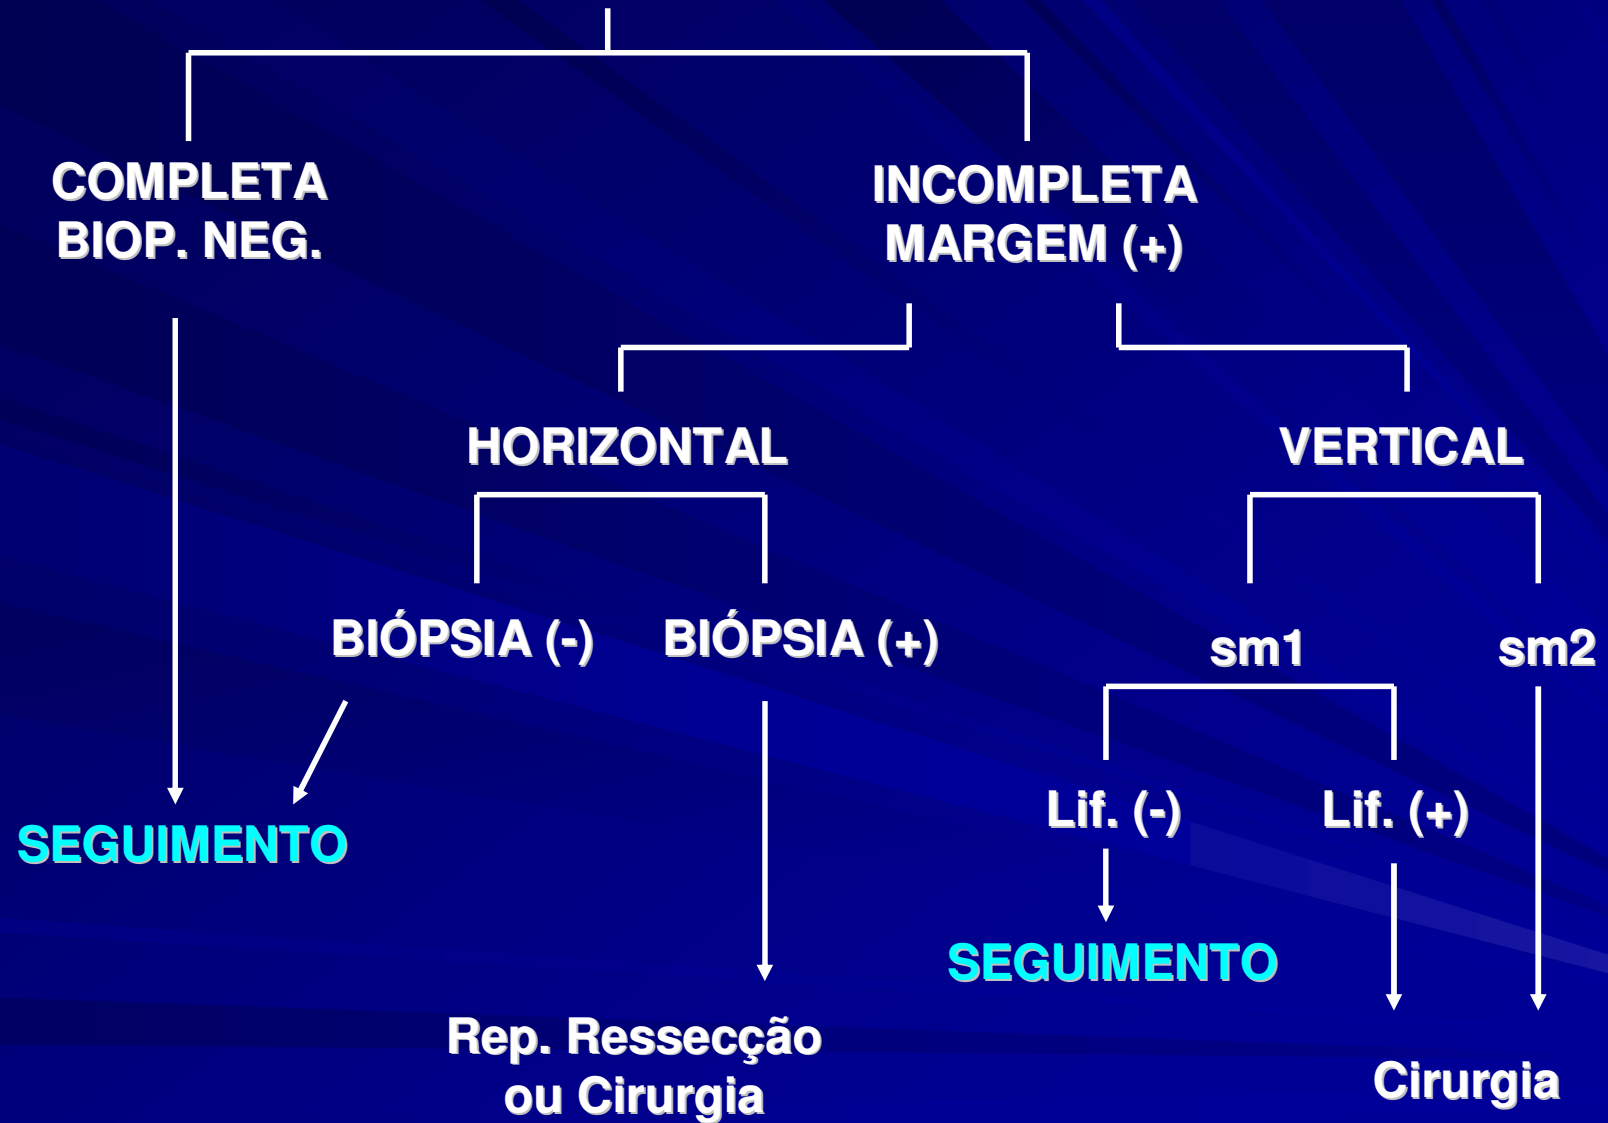 COMPLETA
BIOP. NEG.
INCOMPLETA
MARGEM (+)
HORIZONTAL
VERTICAL
BIÓPSIA (-)
BIÓPSIA (+)
sm1
sm2
Lif. (-)
Lif. (+)
SEGUIMENTO
SEGUIMENTO
Rep. Ressecção
ou Cirurgia
Cirurgia